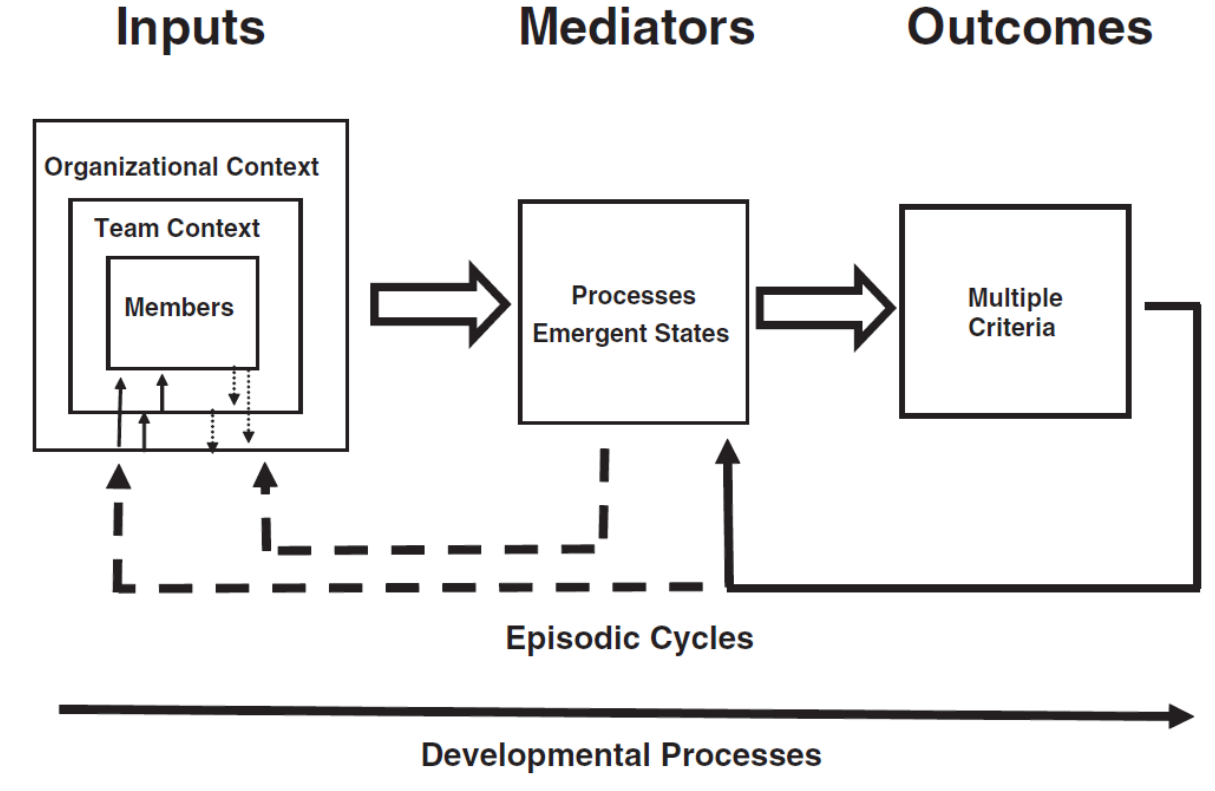 Inputs
Mediators
Outcomes
Organizational Context
Team Context
Members
Processes
Emergent States
Multiple
Criteria
Episodic Cycles
Developmental Processes